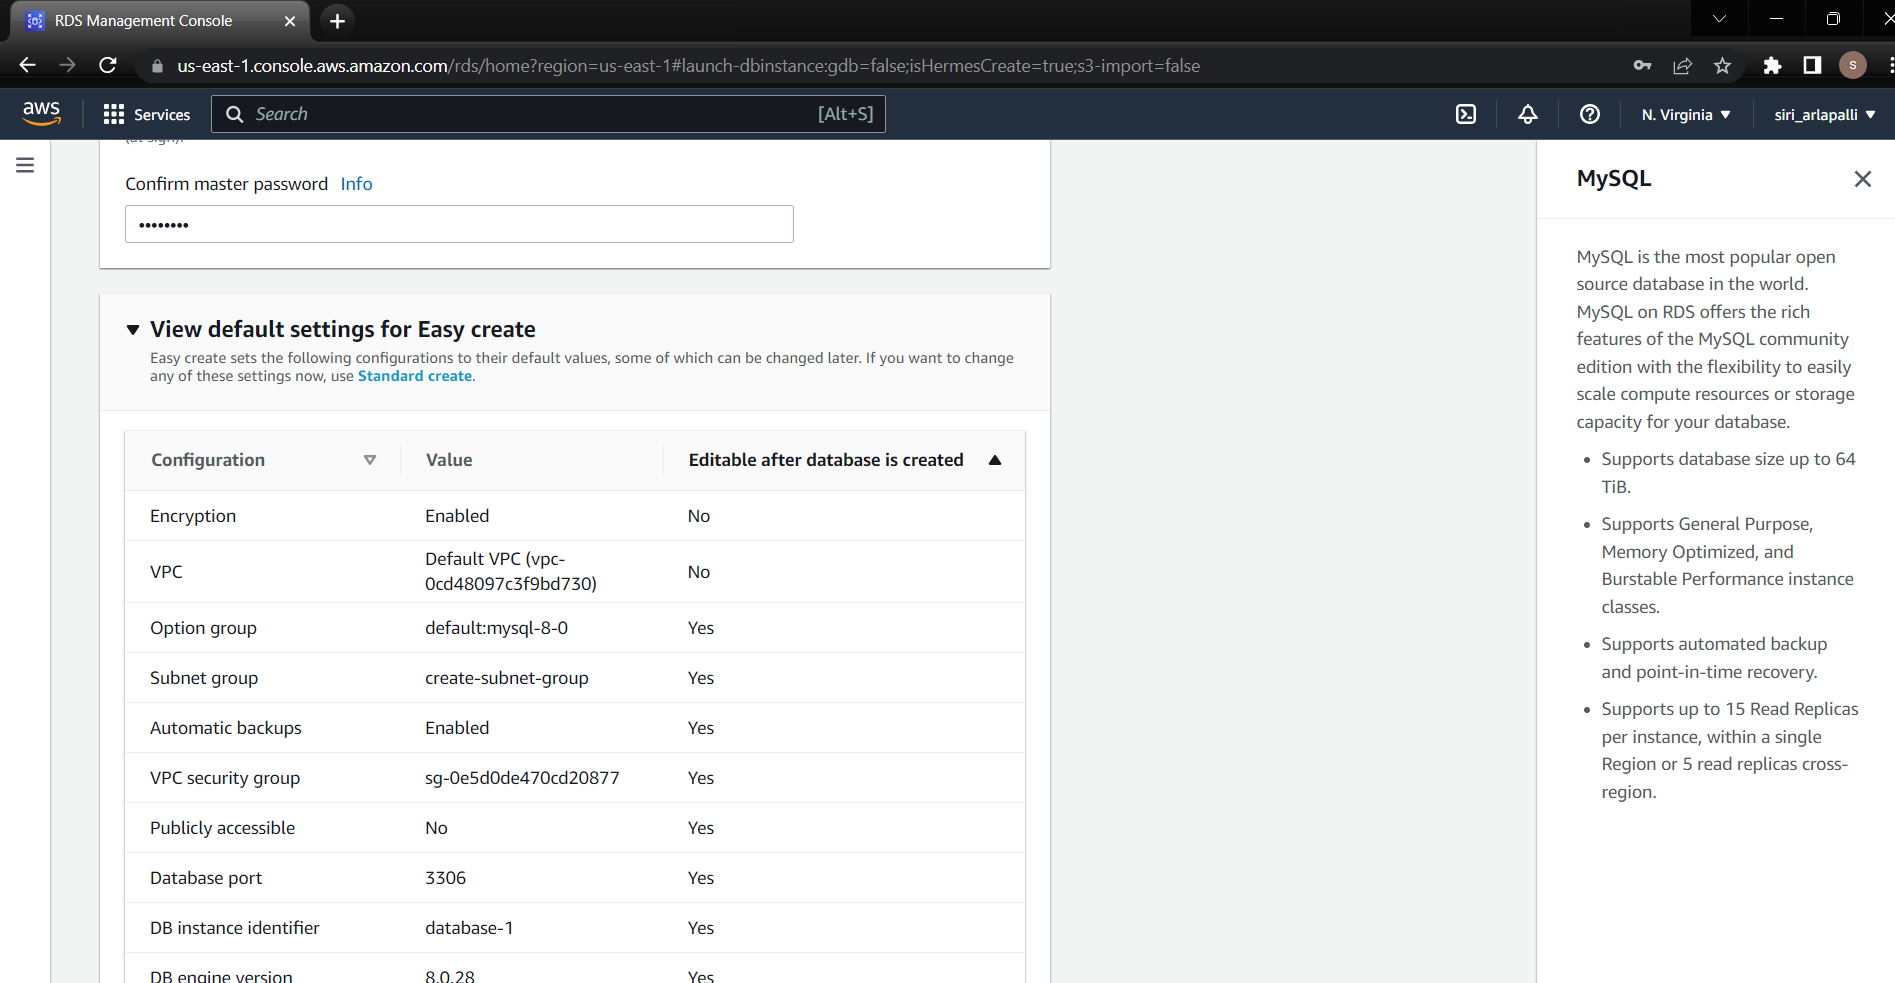 RDS Management Console
us-east-1.console.aws.amazon.com/rds/home?region=us-east-1#launch-dbinstance:gdb=false;isHermesCreate=true;s3-import=false
S
aws
Services
Search
[Alt+S]
N. Virginia
siri_arlapalli
(at sign).
Confirm master password Info
••••••••
View default settings for Easy create
Easy create sets the following configurations to their default values, some of which can be changed later. If you want to change
any of these settings now, use Standard create.
Configuration Value Editable after database is created
Encryption Enabled No
VPC Default VPC (vpc-
0cd48097c3f9bd730) No
Option group default:mysql-8-0 Yes
Subnet group create-subnet-group Yes
Automatic backups Enabled Yes
VPC security group sg-0e5d0de470cd20877 Yes
Publicly accessible No Yes
Database port 3306 Yes
DB instance identifier database-1 Yes
DB engine version 8.0.28 Yes
MySQL
MySQL is the most popular open
source database in the world.
MySQL on RDS offers the rich
features of the MySQL community
edition with the flexibility to easily
scale compute resources or storage
capacity for your database.
• Supports database size up to 64
TiB.
• Supports General Purpose,
Memory Optimized, and
Burstable Performance instance
classes.
• Supports automated backup
and point-in-time recovery.
• Supports up to 15 Read Replicas
per instance, within a single
Region or 5 read replicas cross-
region.